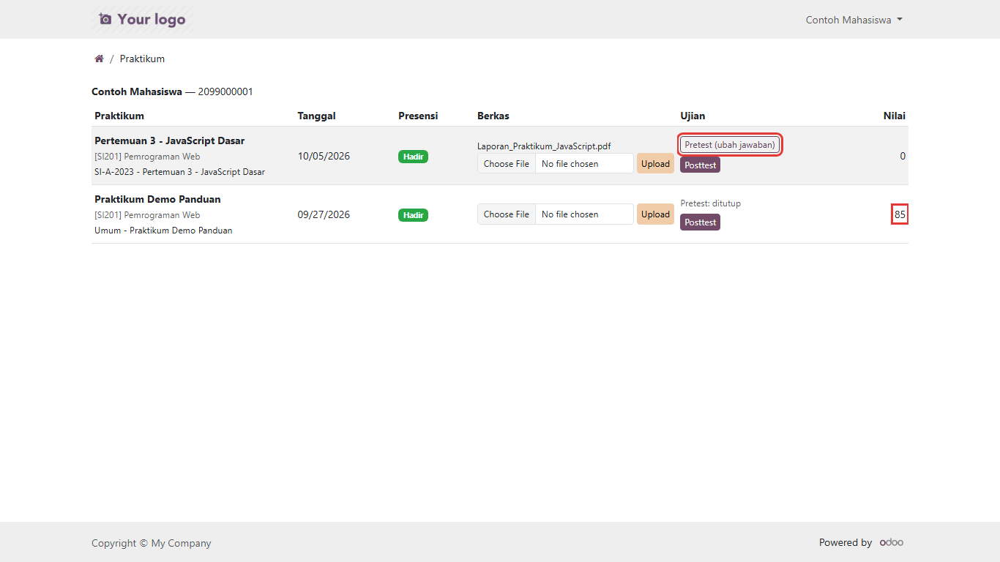 Your logo
Contoh Mahasiswa
/ Praktikum
Contoh Mahasiswa — 2099000001
Praktikum Tanggal Presensi Berkas Ujian Nilai
Pertemuan 3 - JavaScript Dasar
[SI201] Pemrograman Web
SI-A-2023 - Pertemuan 3 - JavaScript Dasar
10/05/2026
Hadir
Laporan_Praktikum_JavaScript.pdf
Choose File No file chosen Upload
Pretest (ubah jawaban)
Posttest
0
Praktikum Demo Panduan
[SI201] Pemrograman Web
Umum - Praktikum Demo Panduan
09/27/2026
Hadir
Choose File No file chosen Upload
Pretest: ditutup
Posttest
85
Copyright © My Company
Powered by odoo